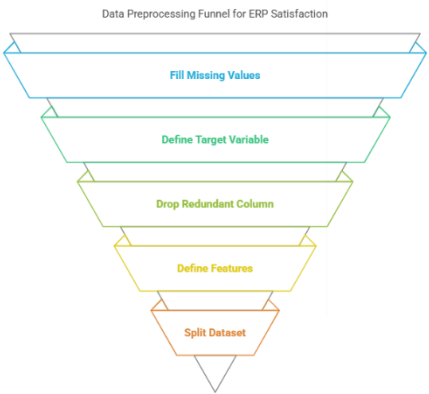 Data Preprocessing Funnel for ERP Satisfaction
Fill Missing Values
Define Target Variable
Drop Redundant Column
Define Features
Split Dataset